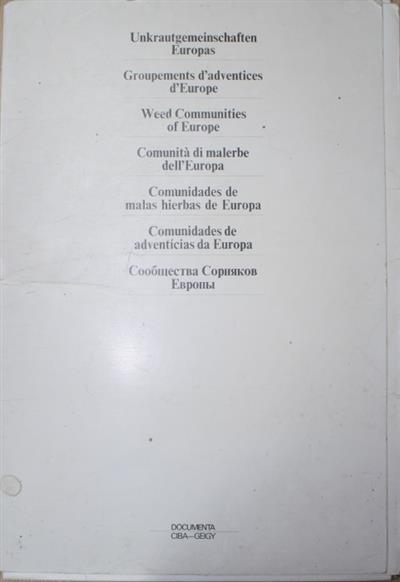 Unkrautgemeinschaften
Europas
Groupements d'adventices
d'Europe
Weed Communities
of Europe
Comunità di malerbe
dell'Europa
Comunidades de
malas hierbas de Europa
Comunidades de
adventícias da Europa
Сообщества Сорняков
Европы
DOCUMENTA
CIBA–GEIGY